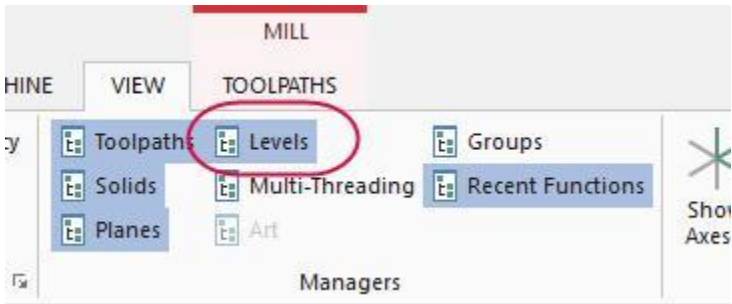 MILL
HINE VIEW TOOLPATHS
Toolpaths Levels Groups
Solids Multi-Threading Recent Functions
Planes Art
Show
Axes
Managers